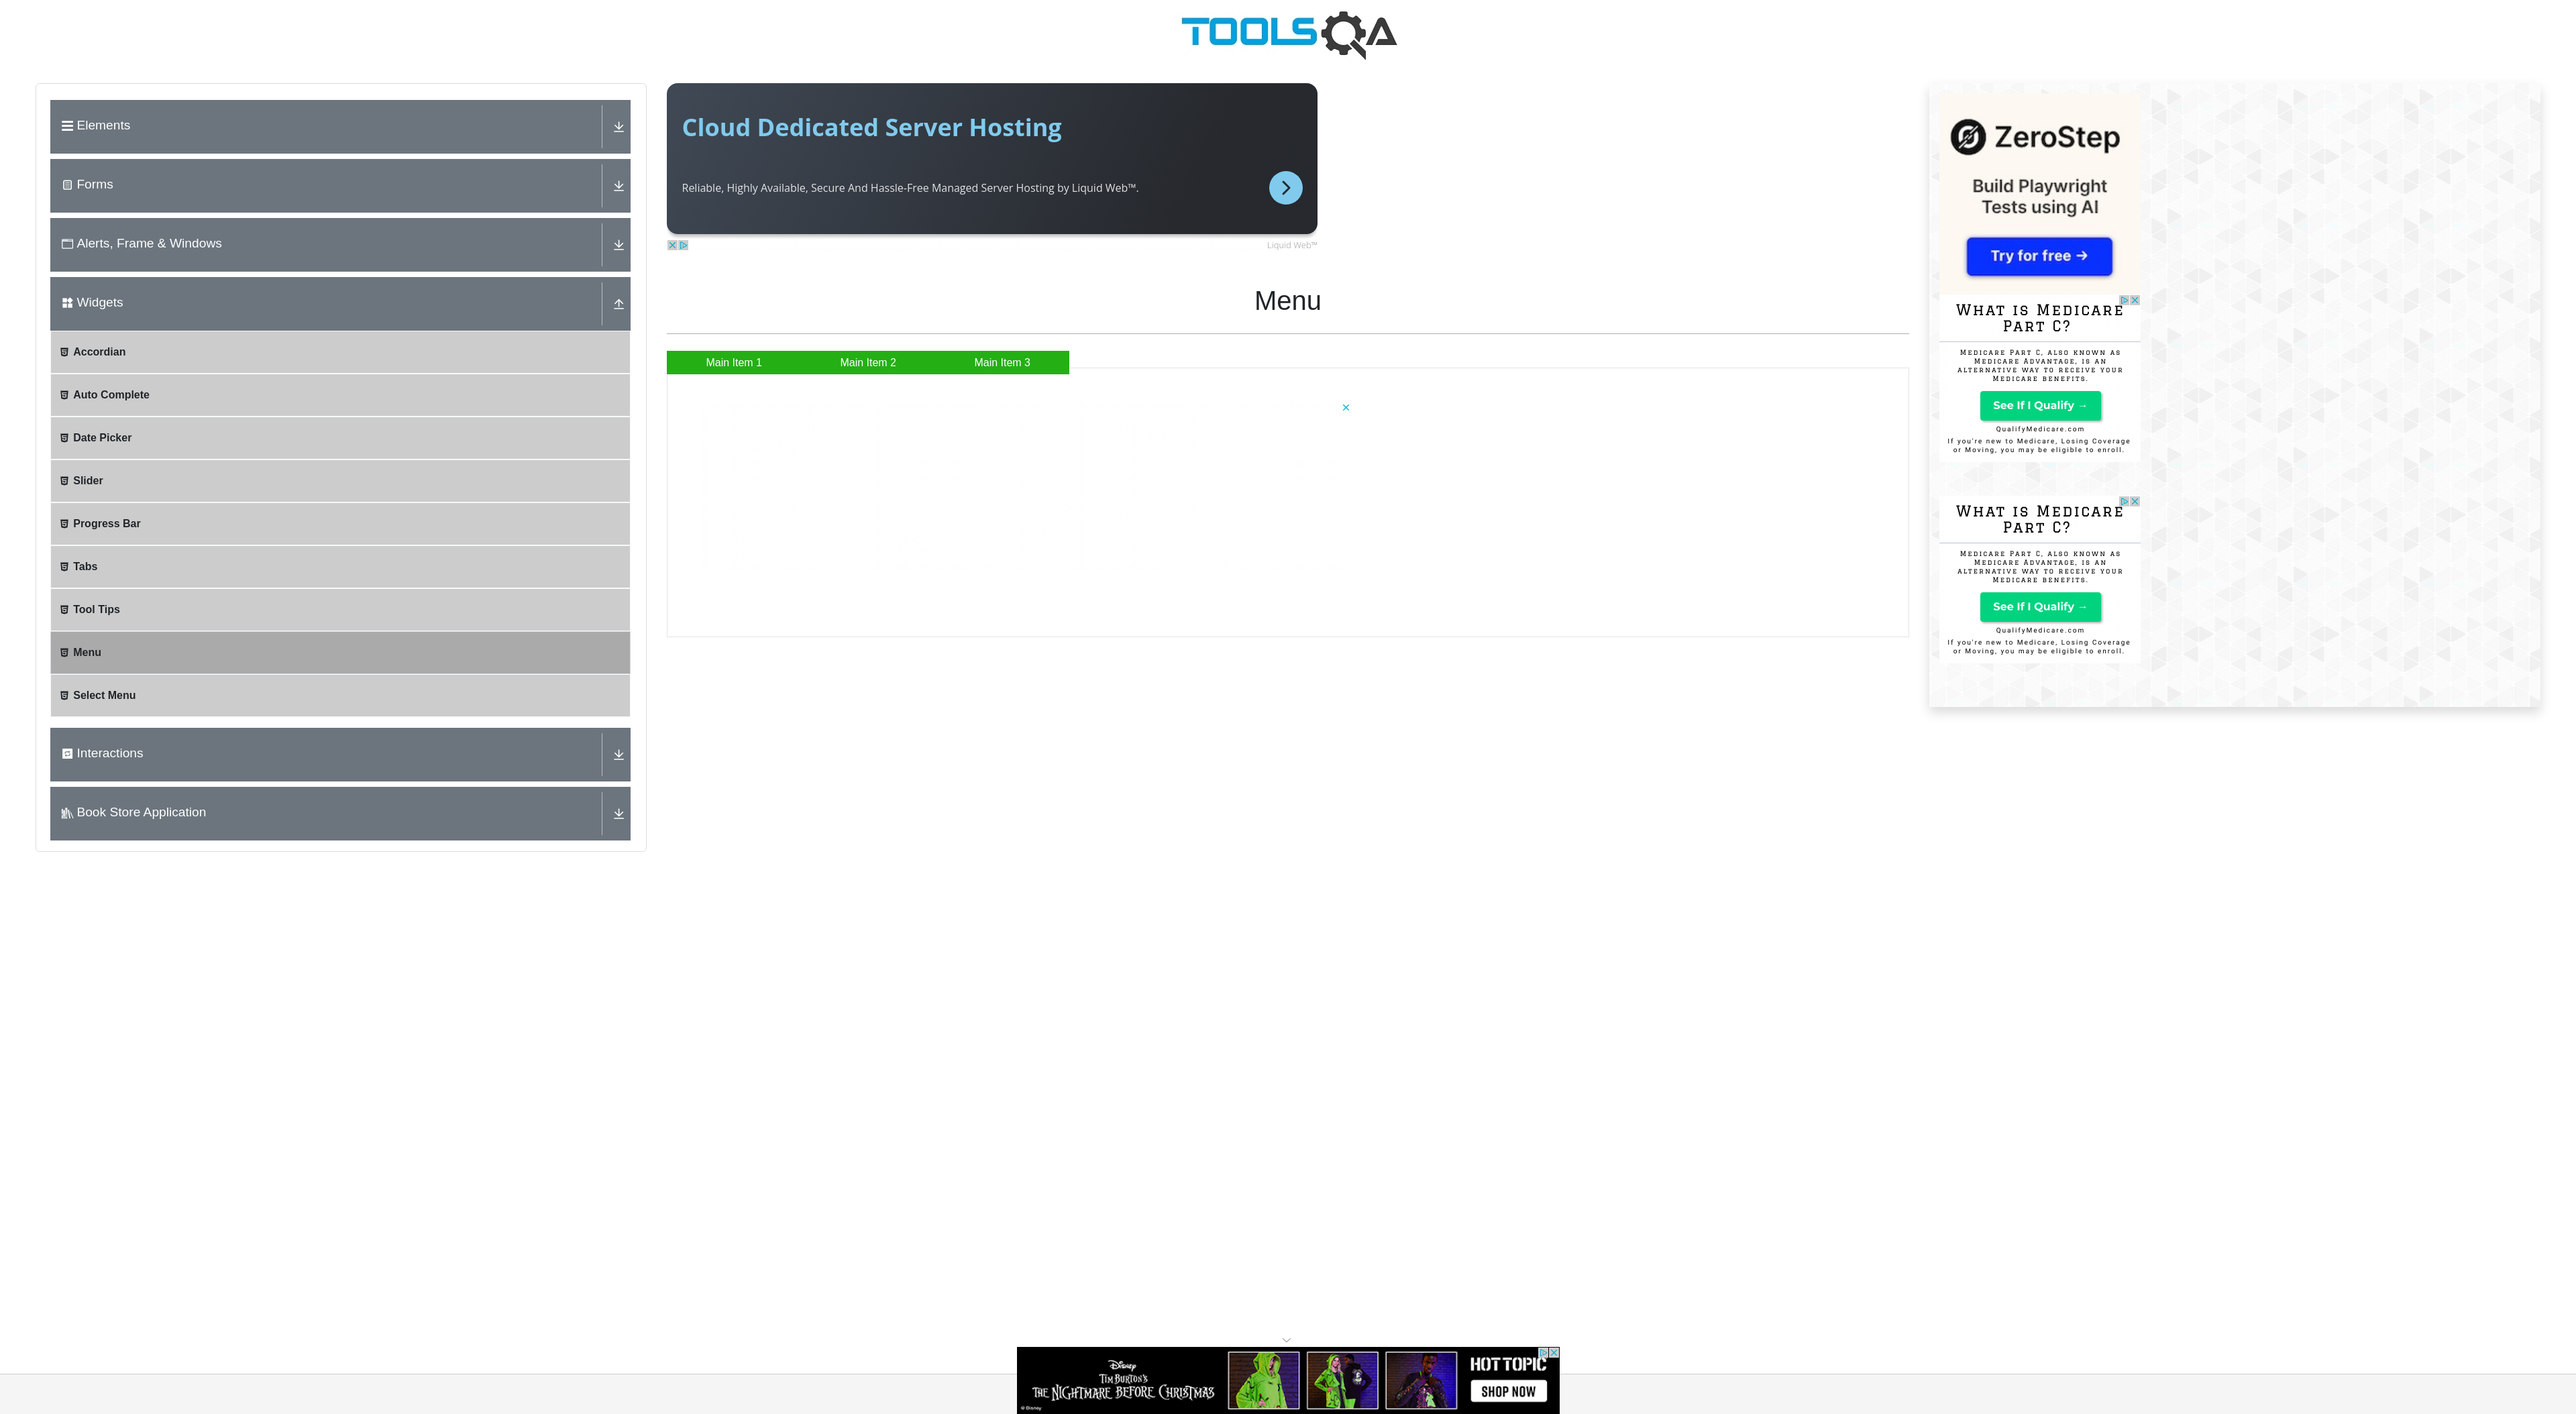 TOOLSQA
Elements
Forms
Alerts, Frame & Windows
Widgets
Accordian
Auto Complete
Date Picker
Slider
Progress Bar
Tabs
Tool Tips
Menu
Select Menu
Interactions
Book Store Application
Cloud Dedicated Server Hosting
Reliable, Highly Available, Secure And Hassle-Free Managed Server Hosting by Liquid Web™.
Liquid Web™
Menu
Main Item 1
Main Item 2
Main Item 3
ZeroStep
Build Playwright
Tests using AI
Try for free →
What is Medicare
Part C?
Medicare Part C, also known as
Medicare Advantage, is an
alternative way to receive your
Medicare benefits.
See If I Qualify →
QualifyMedicare.com
If you're new to Medicare, Losing Coverage
or Moving, you may be eligible to enroll.
What is Medicare
Part C?
Medicare Part C, also known as
Medicare Advantage, is an
alternative way to receive your
Medicare benefits.
See If I Qualify →
QualifyMedicare.com
If you're new to Medicare, Losing Coverage
or Moving, you may be eligible to enroll.
Disney
Tim Burton's
The Nightmare Before Christmas
© Disney
HOT TOPIC
SHOP NOW